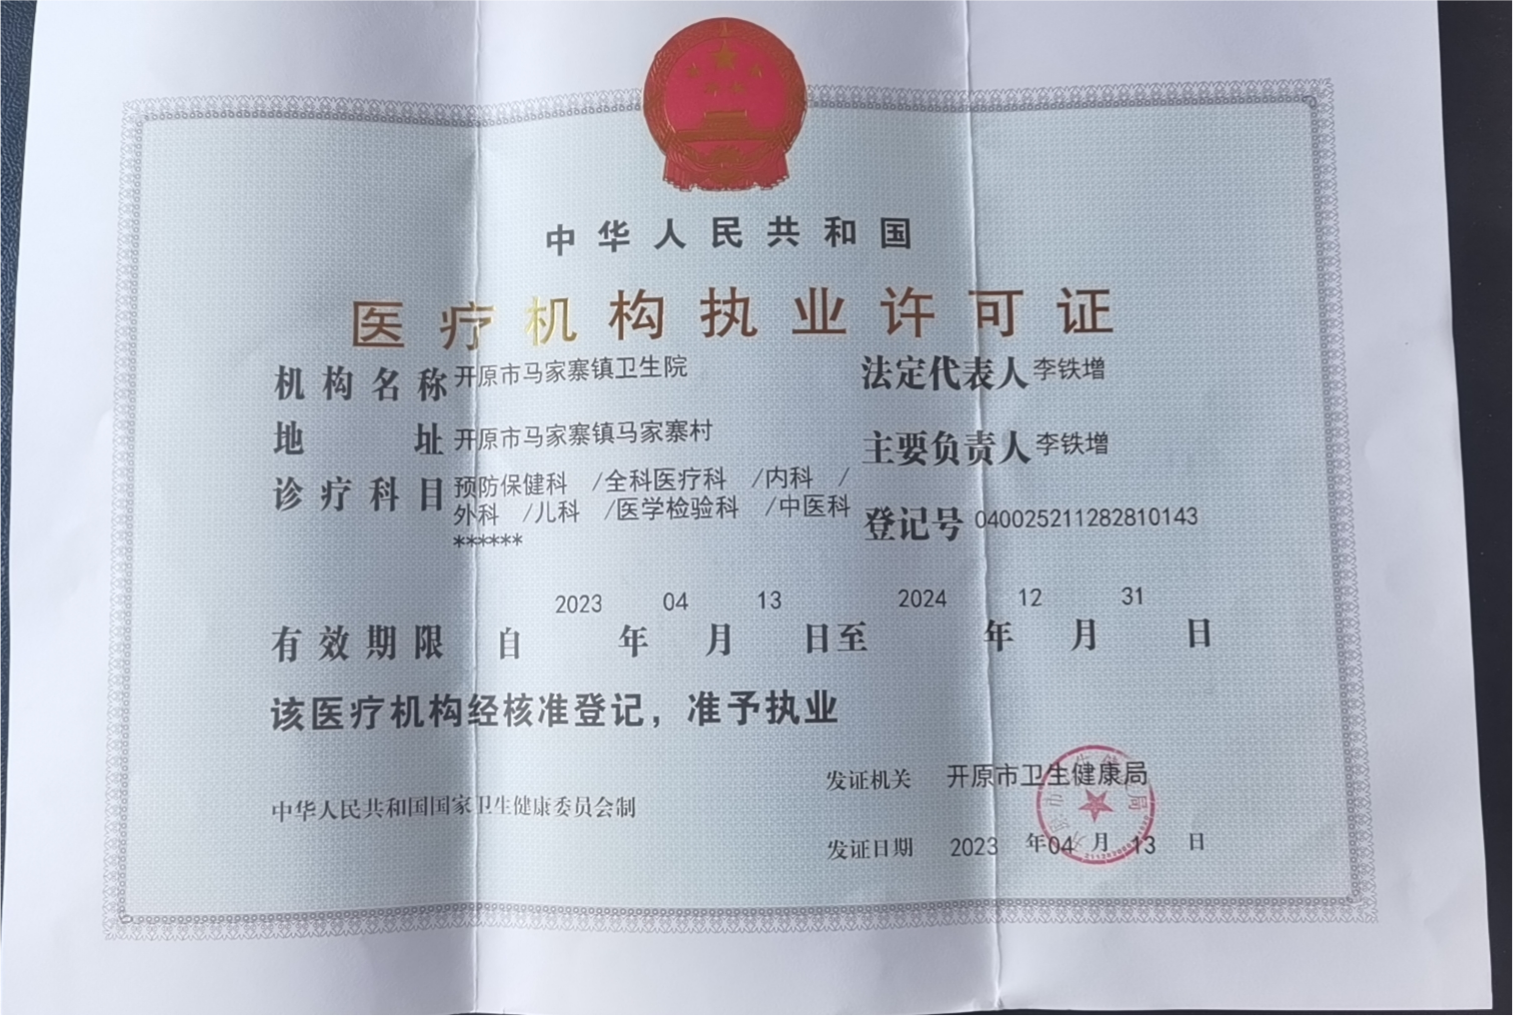 中华人民共和国
医疗机构执业许可证
机构名称 开原市马家寨镇卫生院
法定代表人 李铁增
地址 开原市马家寨镇马家寨村
主要负责人 李铁增
诊疗科目 预防保健科 /全科医疗科 /内科 /
外科 /儿科 /医学检验科 /中医科
******
登记号 040025211282810143
有效期限 自 2023 年 04 月 13 日至 2024 年 12 月 31 日
该医疗机构经核准登记，准予执业
发证机关 开原市卫生健康局
中华人民共和国国家卫生健康委员会制
发证日期 2023 年 04 月 13 日